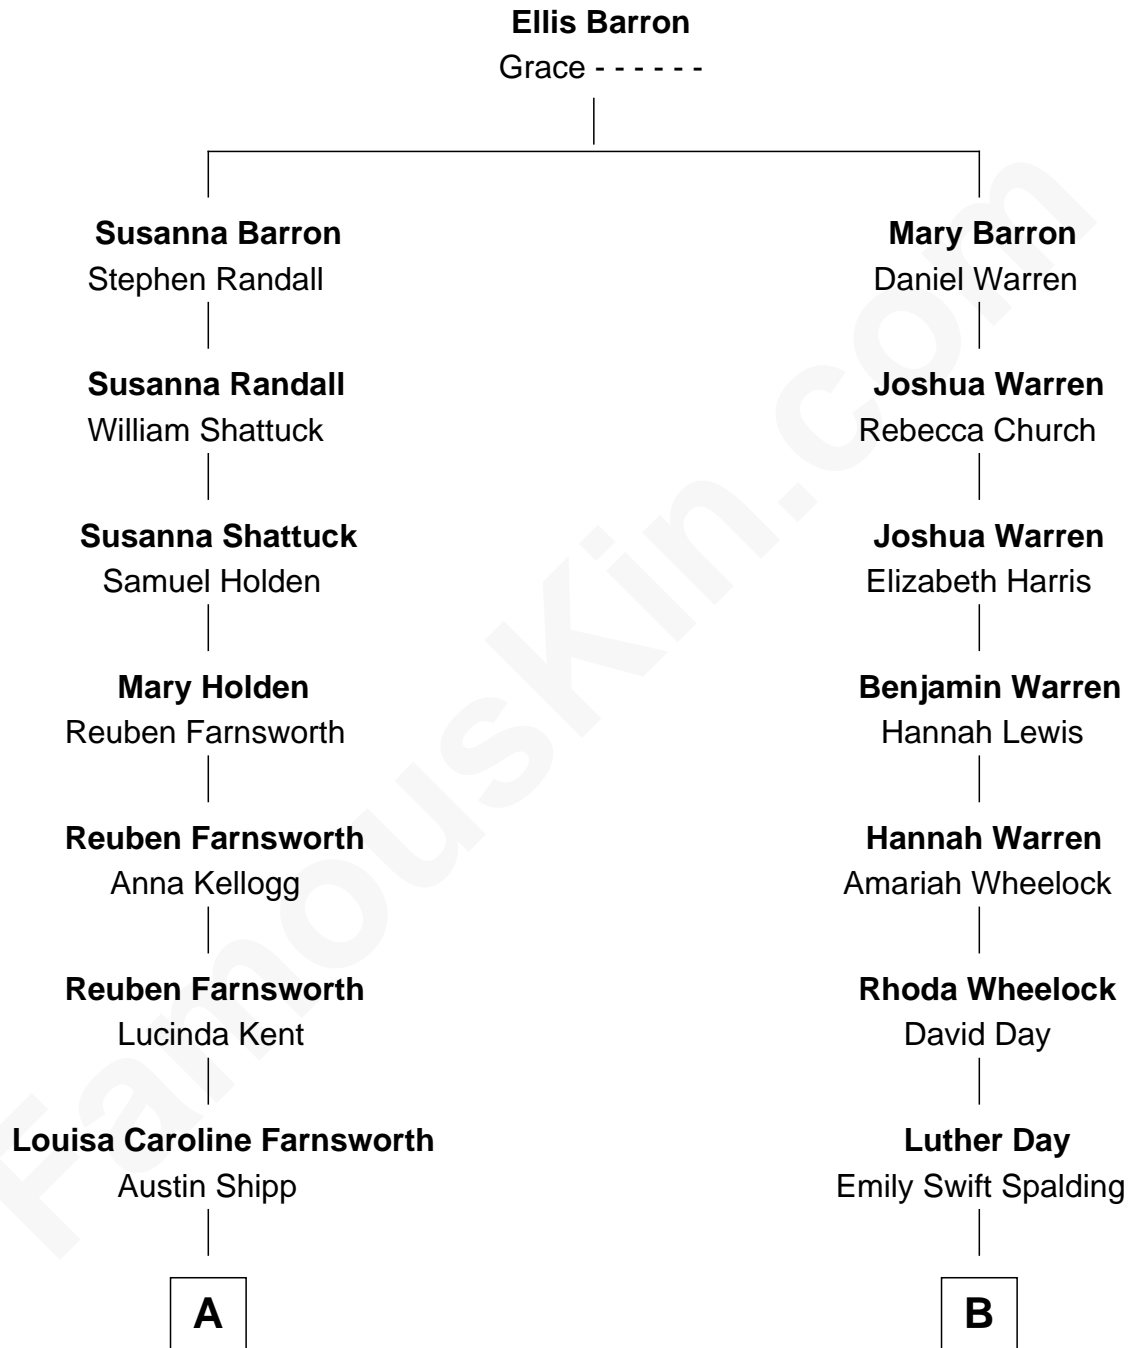 Ellis Barron
Grace - - - - - -
Susanna Barron
Stephen Randall
Mary Barron
Daniel Warren
Susanna Randall
William Shattuck
Joshua Warren
Rebecca Church
Susanna Shattuck
Samuel Holden
Joshua Warren
Elizabeth Harris
Mary Holden
Reuben Farnsworth
Benjamin Warren
Hannah Lewis
Reuben Farnsworth
Anna Kellogg
Hannah Warren
Amariah Wheelock
Reuben Farnsworth
Lucinda Kent
Rhoda Wheelock
David Day
Louisa Caroline Farnsworth
Austin Shipp
Luther Day
Emily Swift Spalding
A
B
FamousKin.com